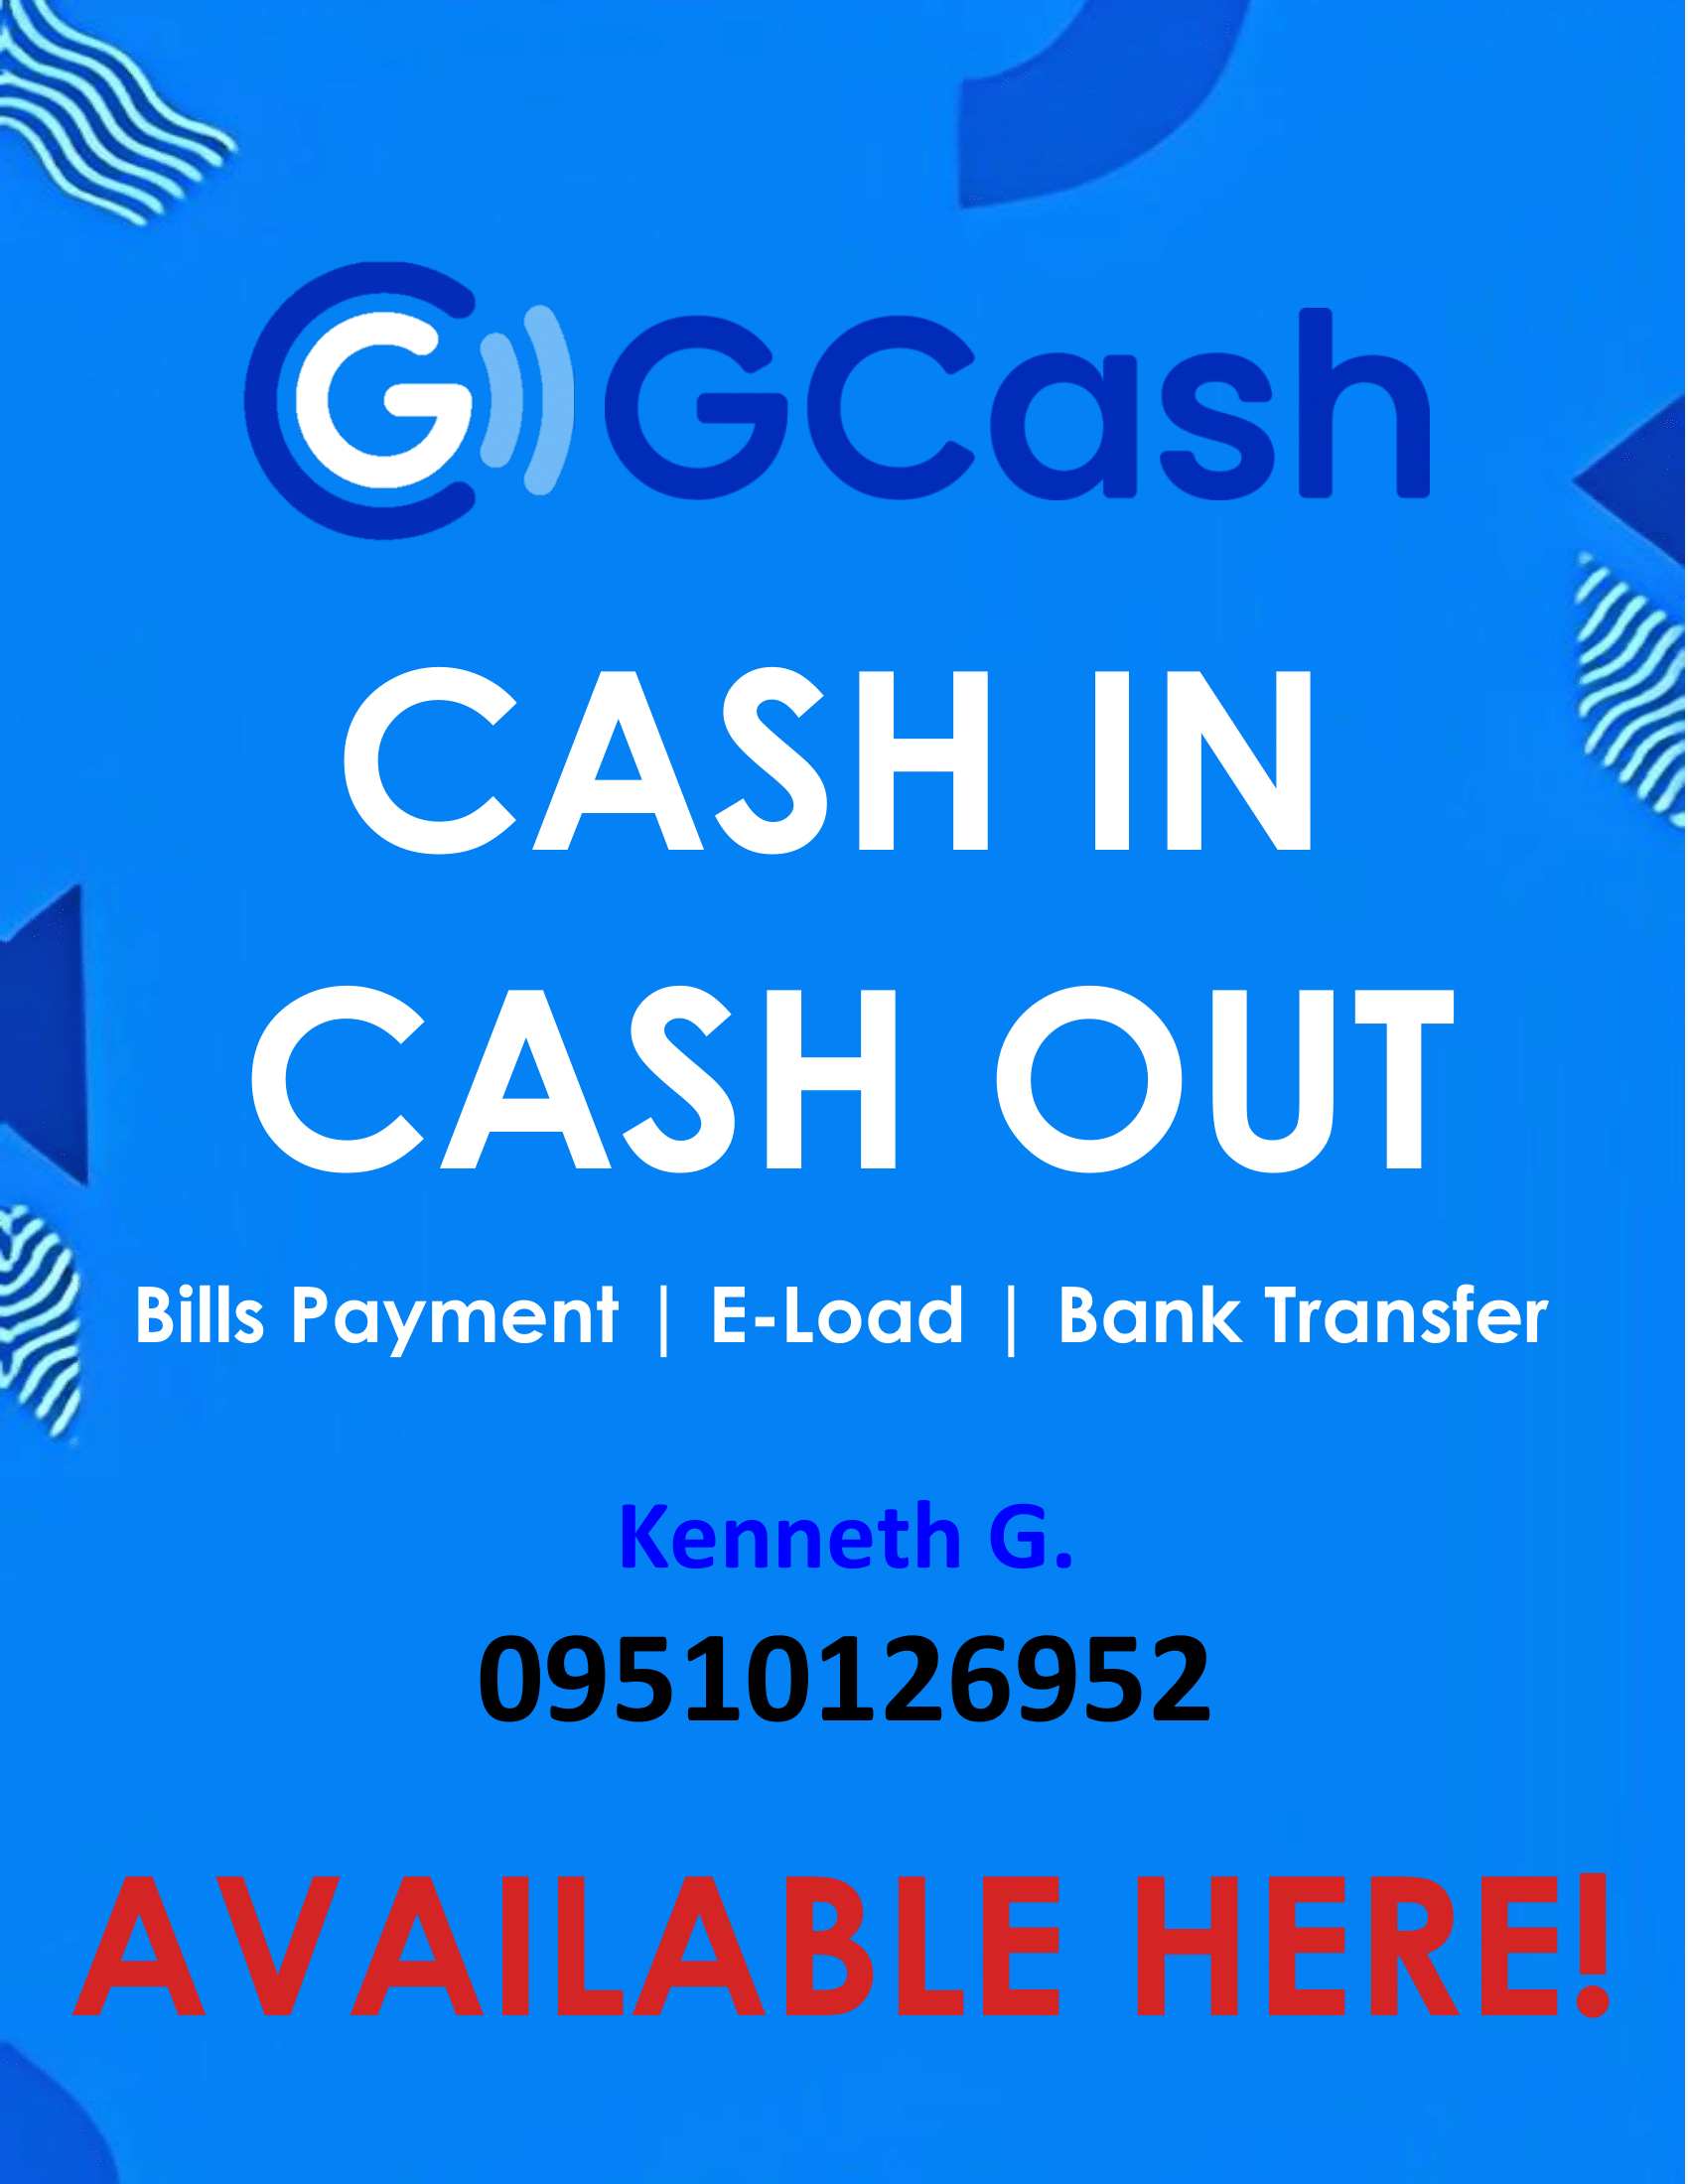 GCash
CASH IN
CASH OUT
Bills Payment | E-Load | Bank Transfer
Kenneth G.
09510126952
AVAILABLE HERE!